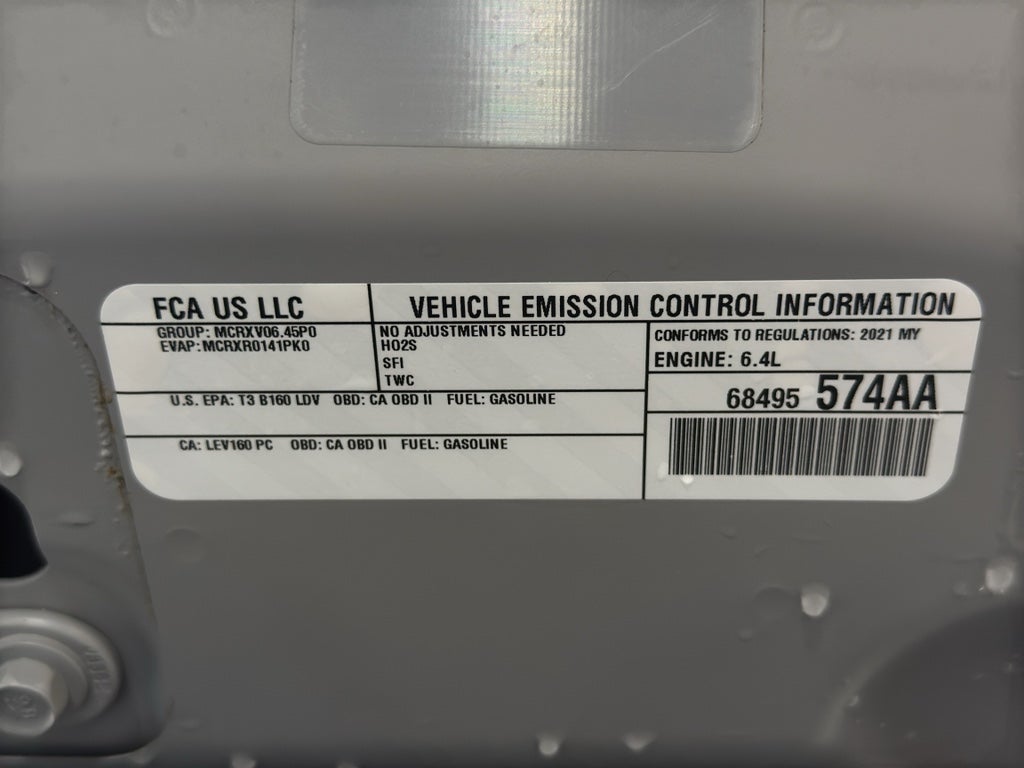 FCA US LLC
VEHICLE EMISSION CONTROL INFORMATION
GROUP: MCRXV06.45P0
EVAP: MCRXR0141PK0
NO ADJUSTMENTS NEEDED
HO2S
SFI
TWC
CONFORMS TO REGULATIONS: 2021 MY
ENGINE: 6.4L
U.S. EPA: T3 B160 LDV OBD: CA OBD II FUEL: GASOLINE
68495 574AA
CA: LEV160 PC OBD: CA OBD II FUEL: GASOLINE